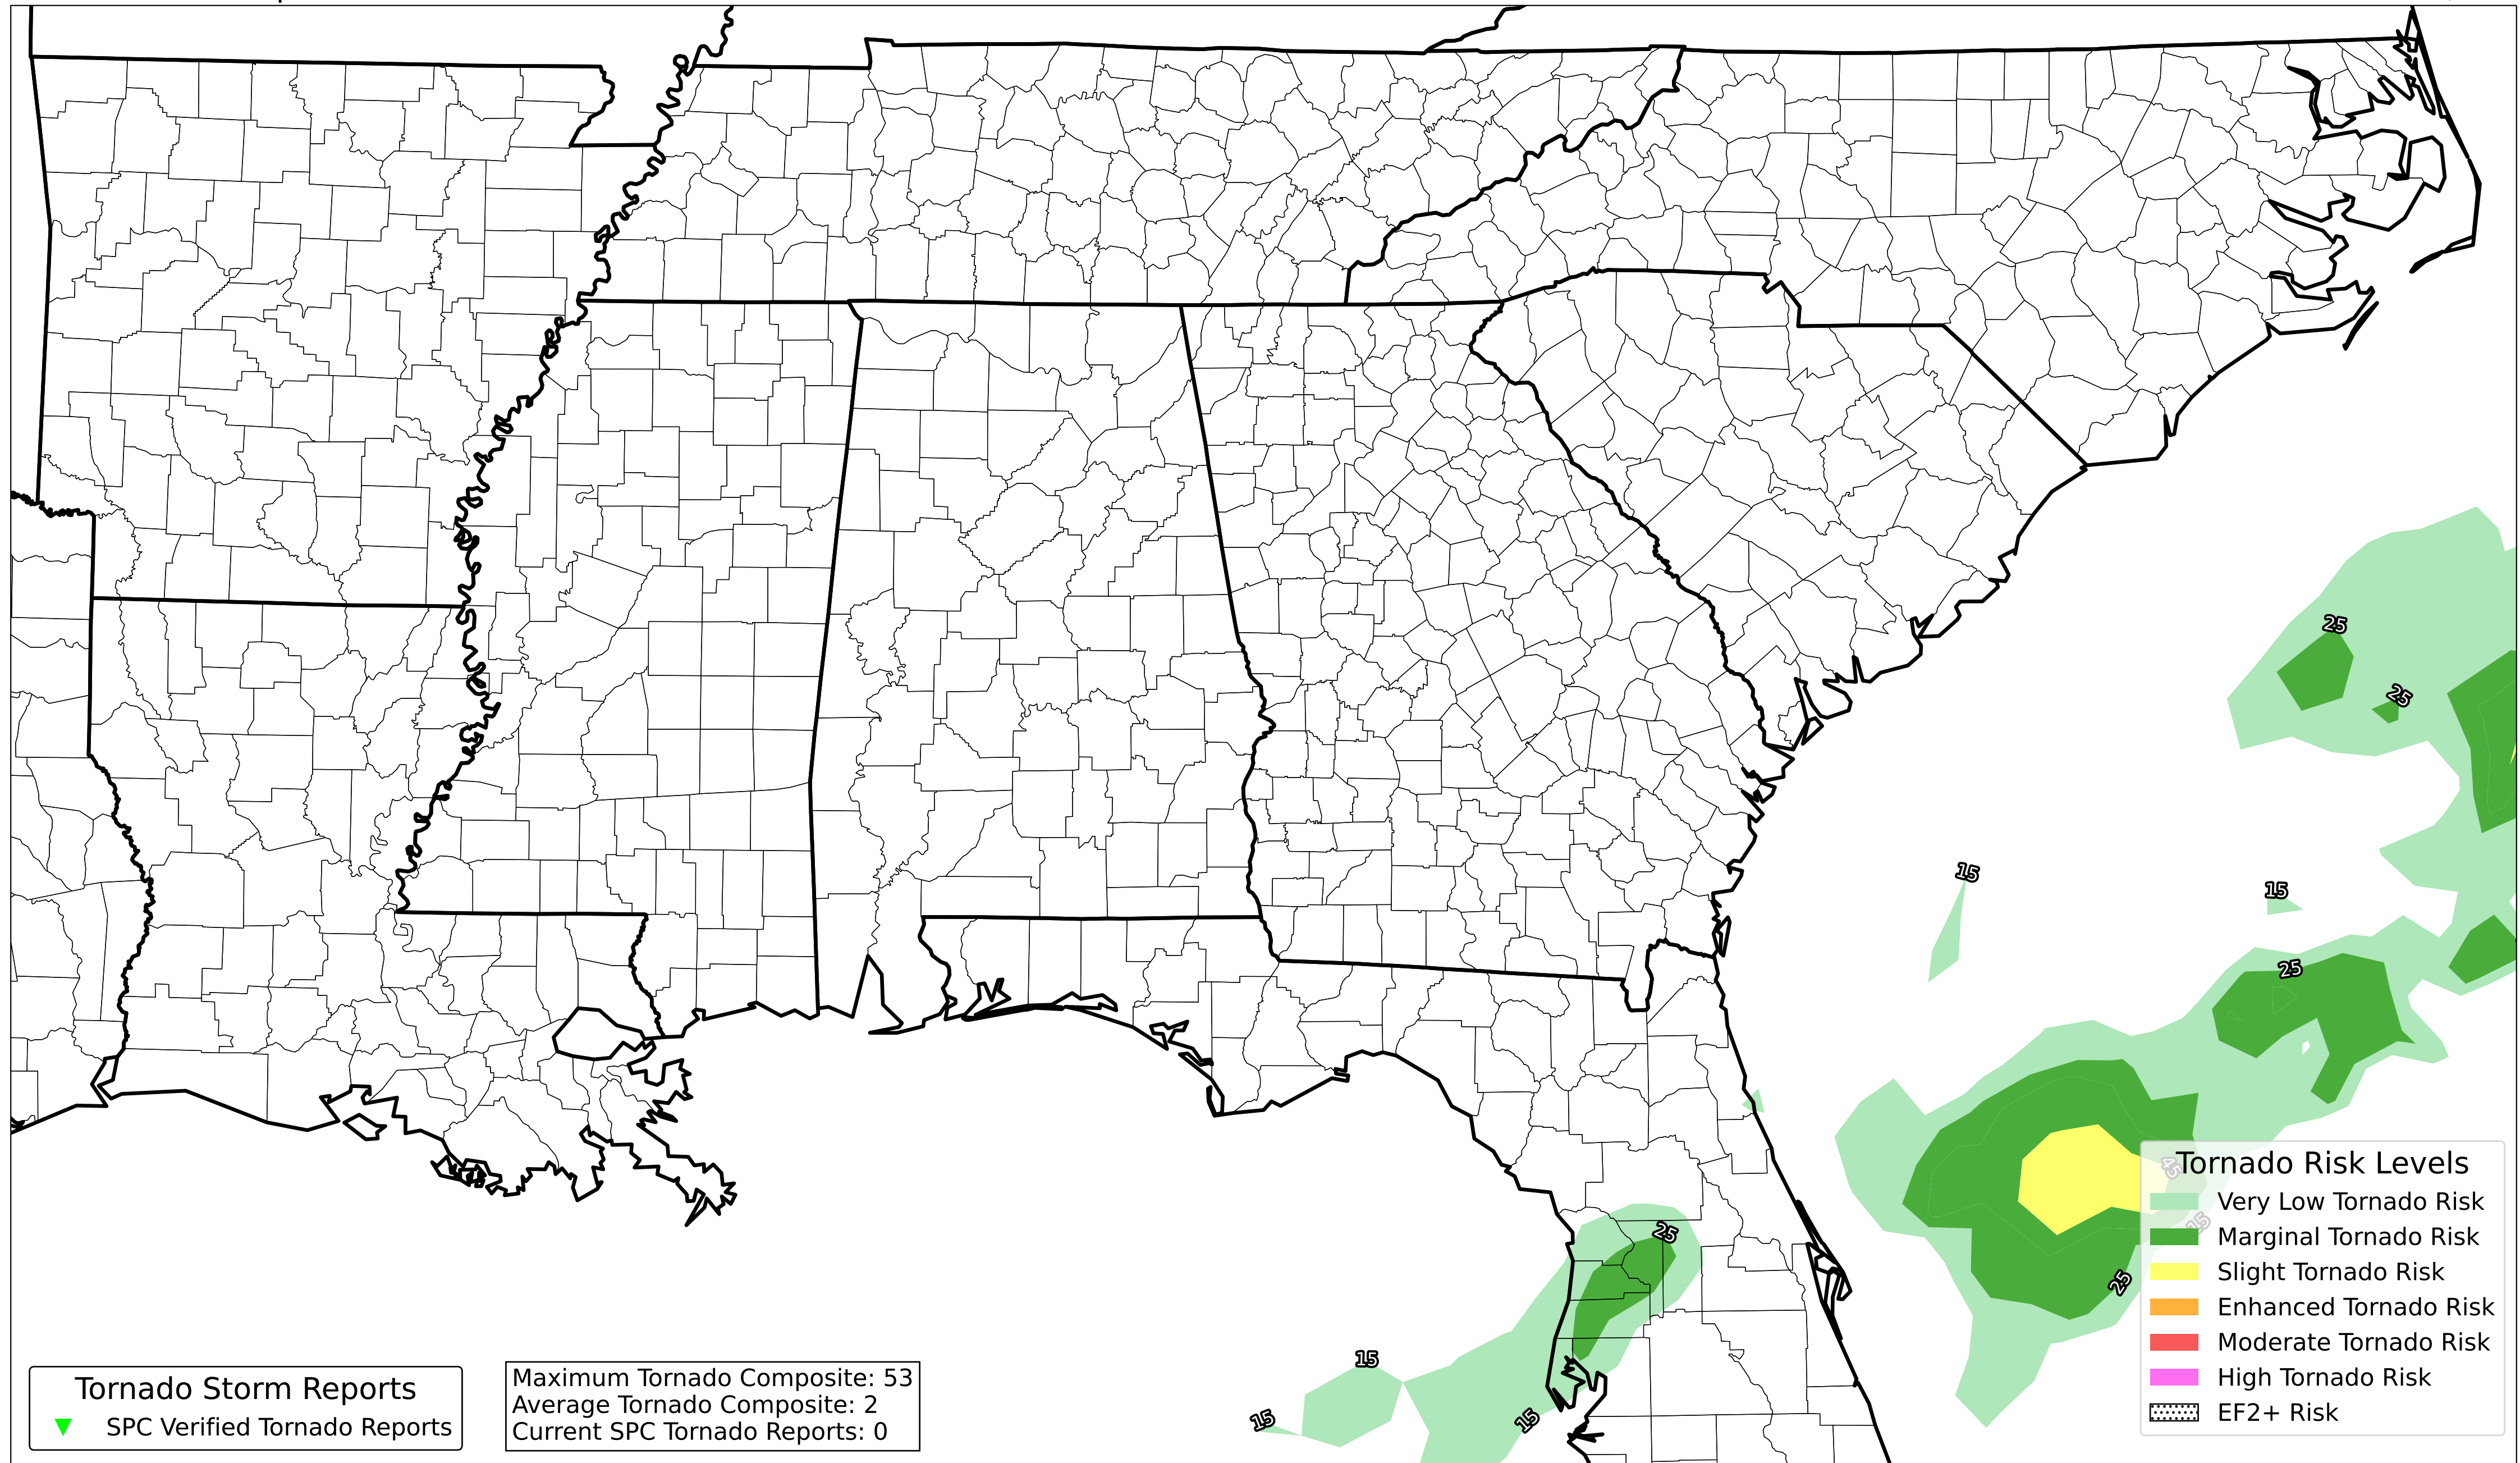 25
25
15
15
25
45
15
25
25
15
15
15
Tornado Risk Levels
Very Low Tornado Risk
Marginal Tornado Risk
Slight Tornado Risk
Enhanced Tornado Risk
Moderate Tornado Risk
High Tornado Risk
EF2+ Risk
Tornado Storm Reports
SPC Verified Tornado Reports
Maximum Tornado Composite: 53
Average Tornado Composite: 2
Current SPC Tornado Reports: 0